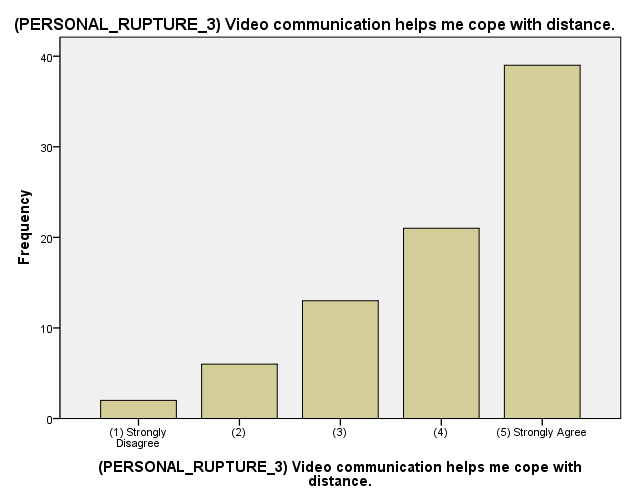 (PERSONAL_RUPTURE_3) Video communication helps me cope with distance.
40
30
20
10
0
Frequency
(1) Strongly
Disagree
(2)
(3)
(4)
(5) Strongly Agree
(PERSONAL_RUPTURE_3) Video communication helps me cope with
distance.